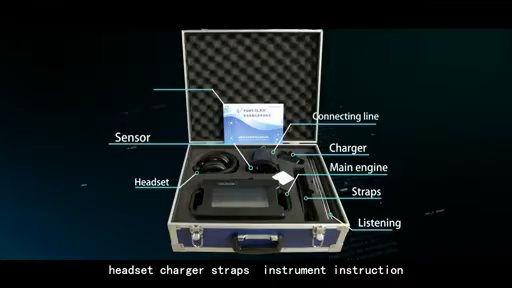 Connecting line
Sensor
Charger
Main engine
Headset
Straps
Listening
headset charger straps instrument instruction